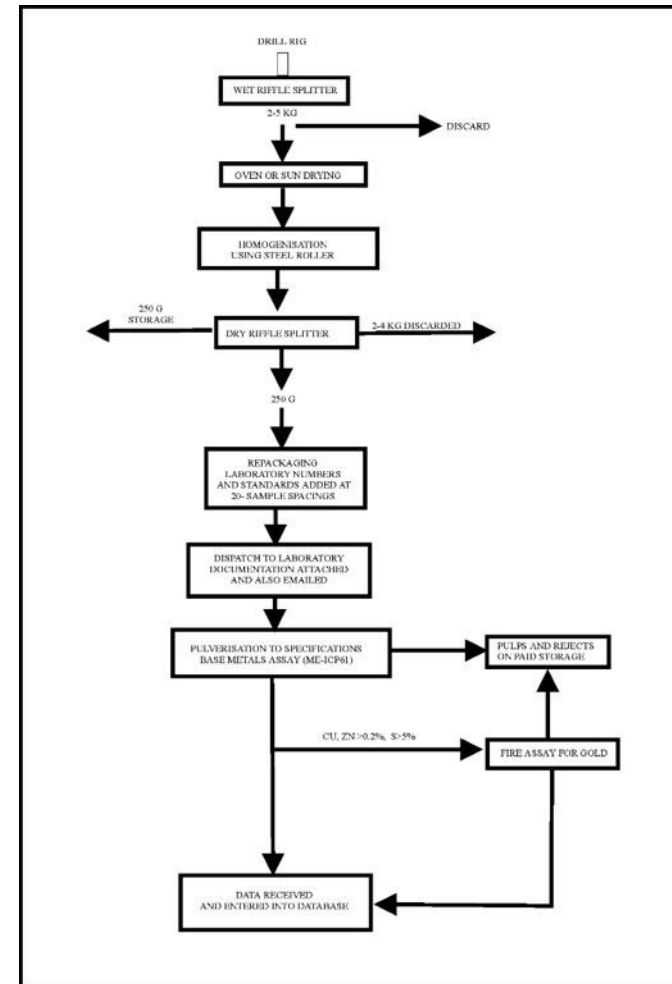 DRILL RIG
WET RIFFLE SPLITTER
2-5 KG
DISCARD
OVEN OR SUN DRYING
HOMOGENISATION
USING STEEL ROLLER
250 G
STORAGE
DRY RIFFLE SPLITTER
2-4 KG DISCARDED
250 G
REPACKAGING
LABORATORY NUMBERS
AND STANDARDS ADDED AT
20- SAMPLE SPACINGS
DISPATCH TO LABORATORY
DOCUMENTATION ATTACHED
AND ALSO EMAILED
PULVERISATION TO SPECIFICATIONS
BASE METALS ASSAY (ME-ICP61)
PULPS AND REJECTS
ON PAID STORAGE
CU, ZN >0.2%, S>5%
FIRE ASSAY FOR GOLD
DATA RECEIVED
AND ENTERED INTO DATABASE